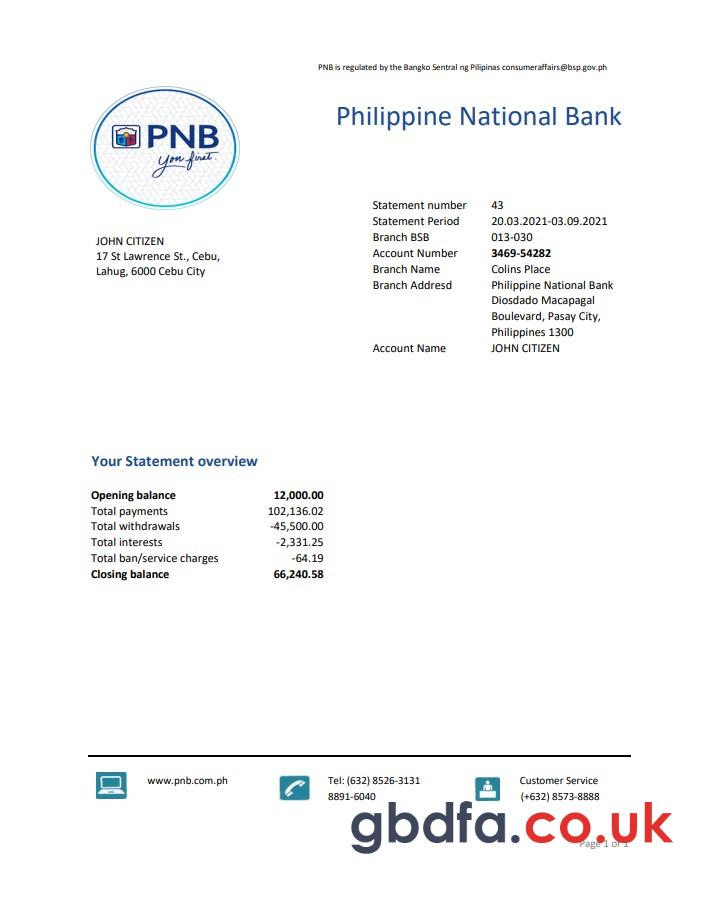 PNB is regulated by the Bangko Sentral ng Pilipinas consumeraffairs@bsp.gov.ph
PNB
You first.
Philippine National Bank
JOHN CITIZEN
17 St Lawrence St., Cebu,
Lahug, 6000 Cebu City
Statement number 43
Statement Period 20.03.2021-03.09.2021
Branch BSB 013-030
Account Number 3469-54282
Branch Name Colins Place
Branch Addresd Philippine National Bank
Diosdado Macapagal
Boulevard, Pasay City,
Philippines 1300
Account Name JOHN CITIZEN
Your Statement overview
Opening balance 12,000.00
Total payments 102,136.02
Total withdrawals -45,500.00
Total interests -2,331.25
Total ban/service charges -64.19
Closing balance 66,240.58
www.pnb.com.ph
Tel: (632) 8526-3131
8891-6040
Customer Service
(+632) 8573-8888
gbdfa.co.uk
Page 1 of 1